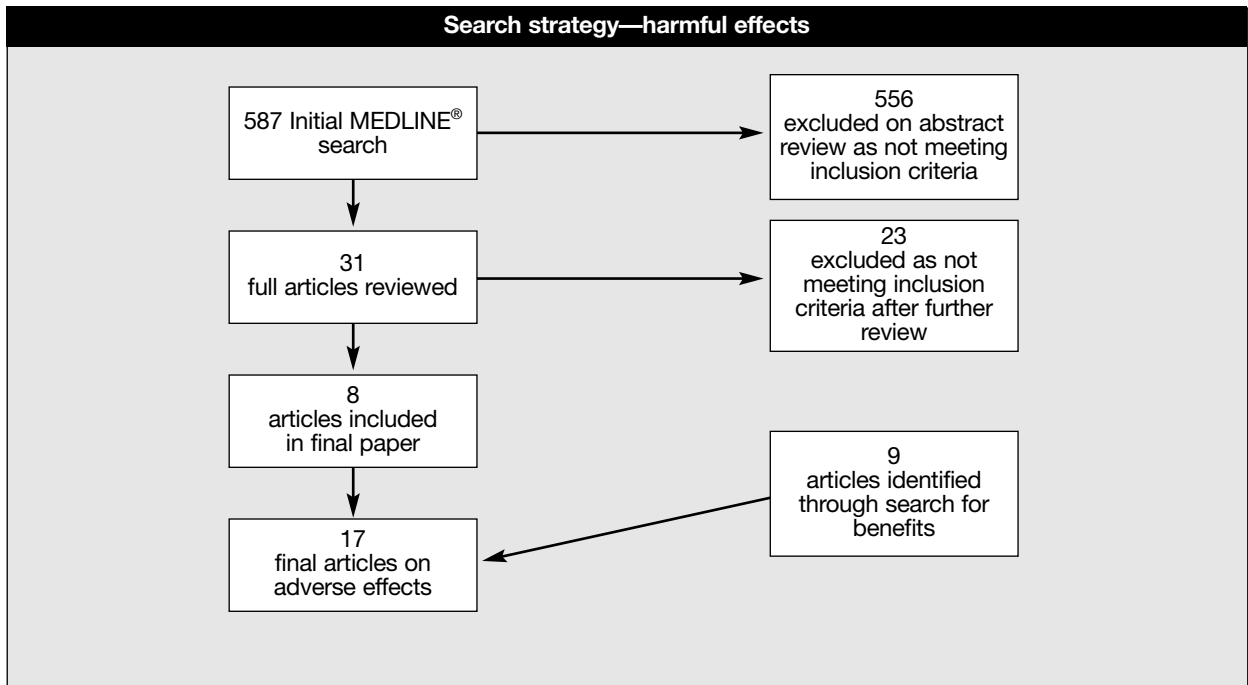 Search strategy—harmful effects
587 Initial MEDLINE®
search
556
excluded on abstract
review as not meeting
inclusion criteria
31
full articles reviewed
23
excluded as not
meeting inclusion
criteria after further
review
8
articles included
in final paper
9
articles identified
through search for
benefits
17
final articles on
adverse effects